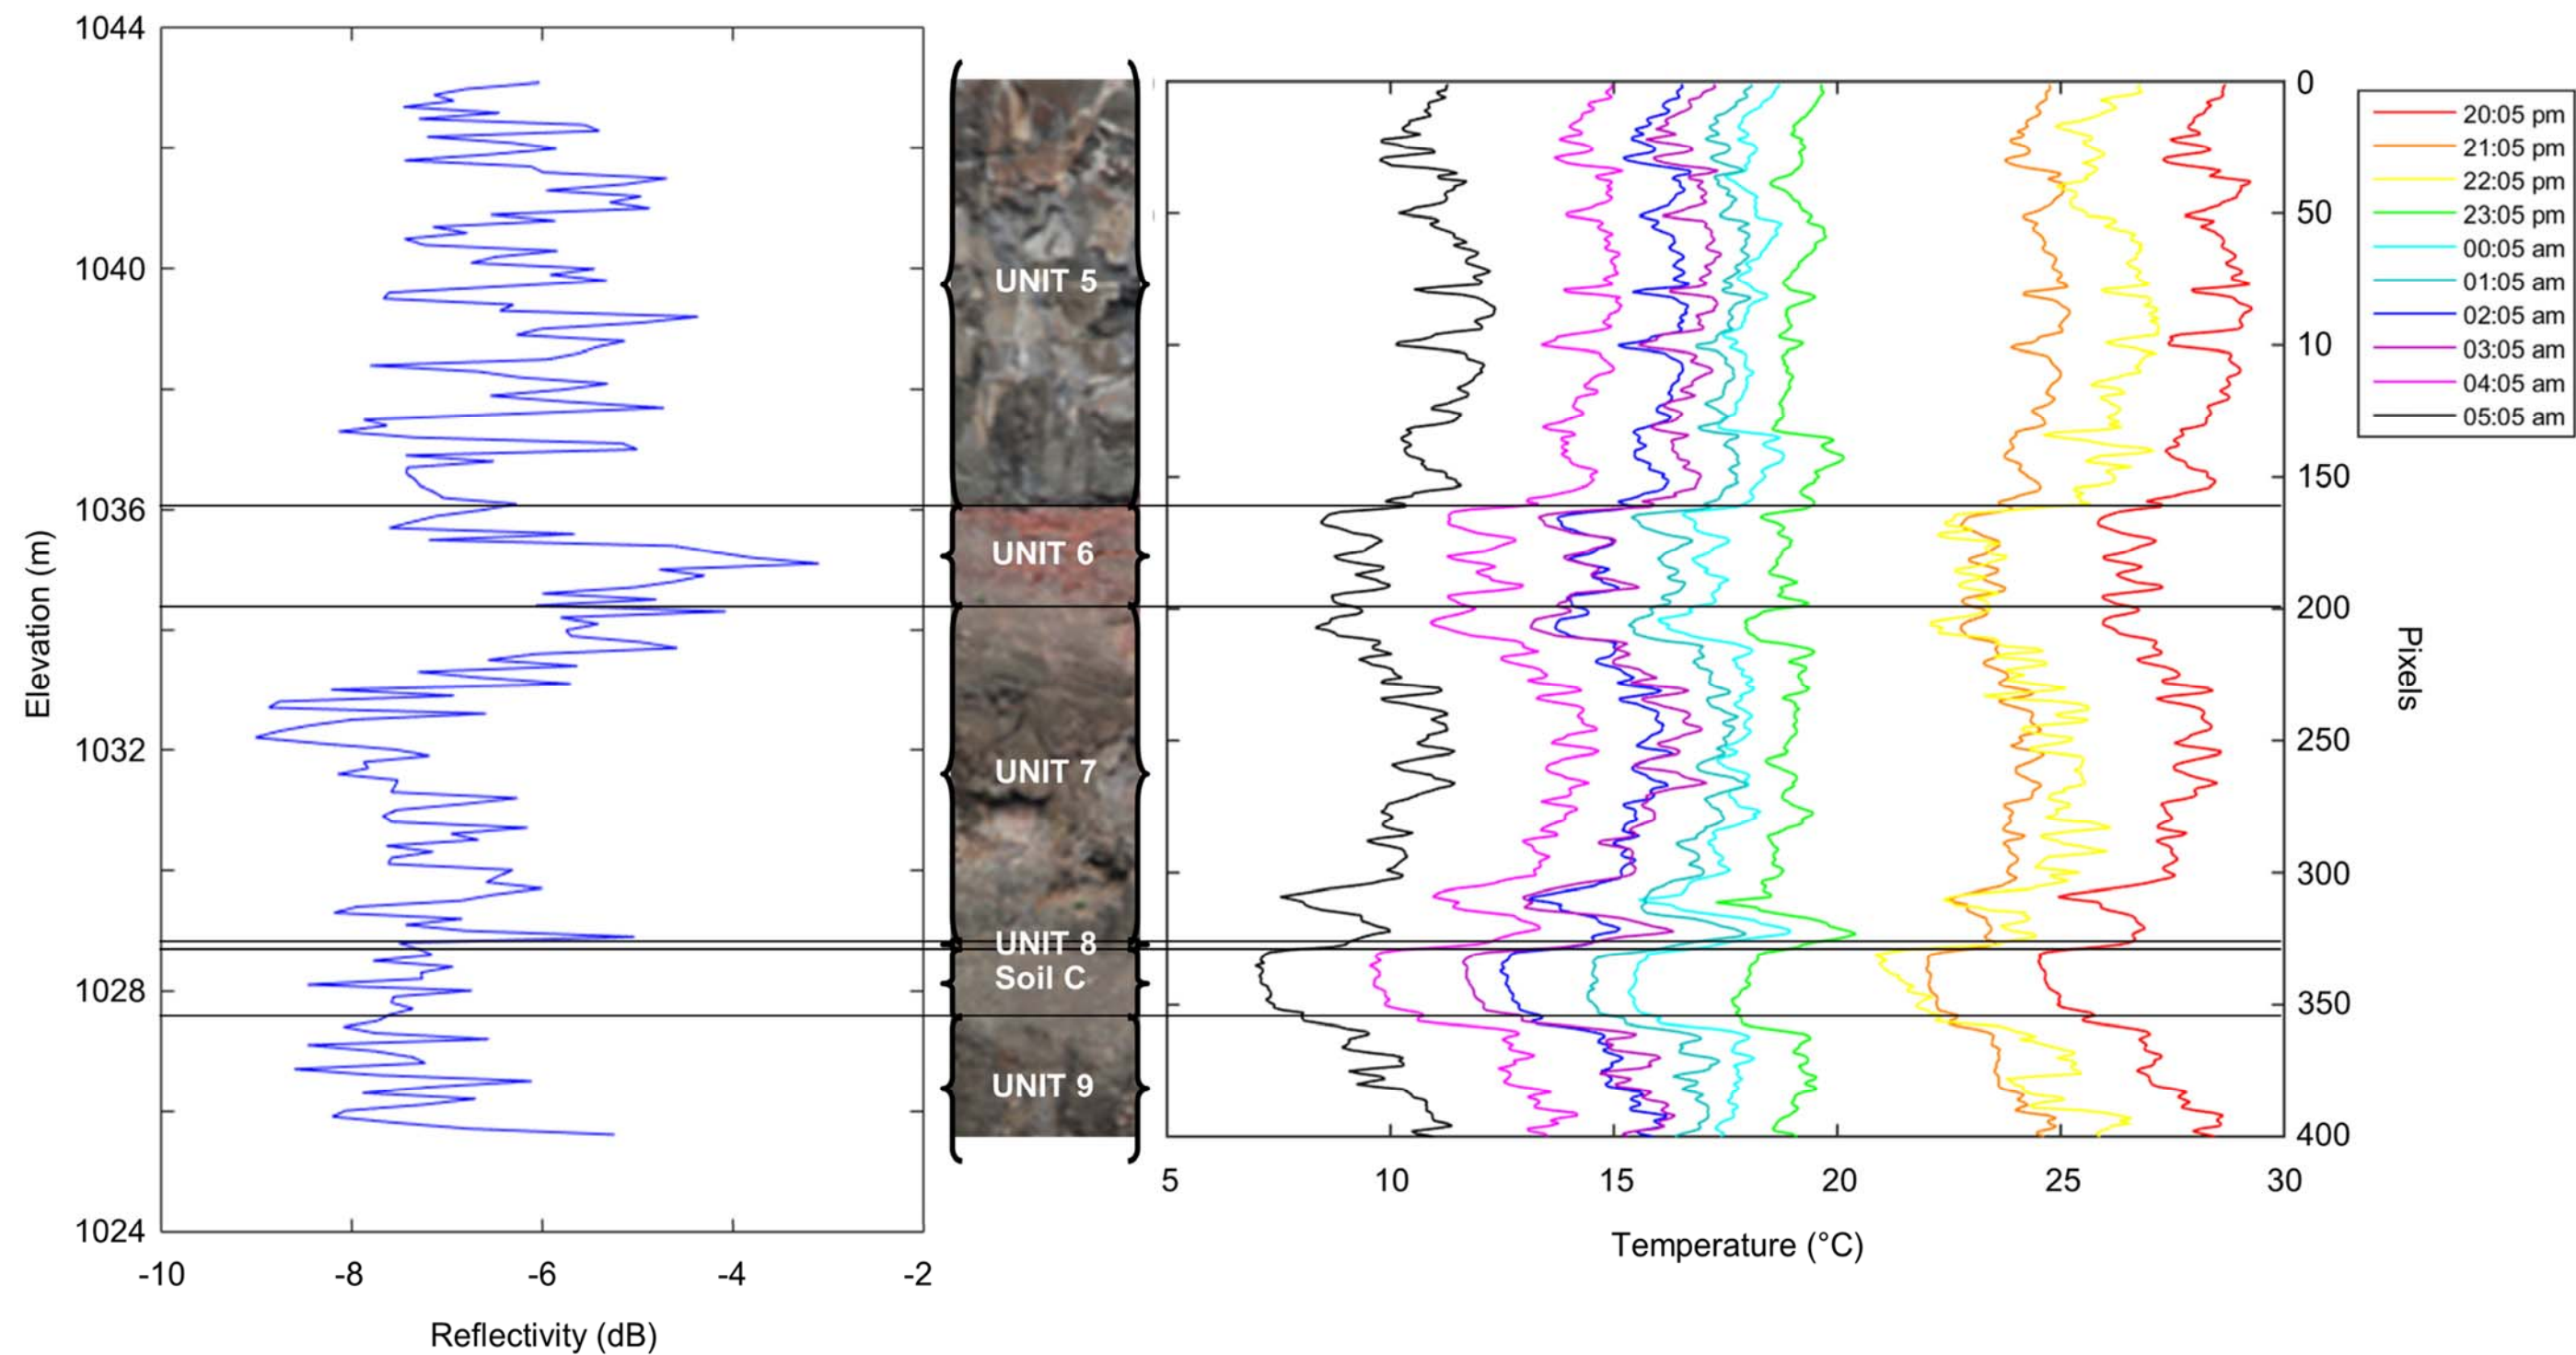 1044
1040
1036
1032
1028
1024
Elevation (m)
-10 -8 -6 -4 -2
Reflectivity (dB)
UNIT 5
UNIT 6
UNIT 7
UNIT 8
Soil C
UNIT 9
0
50
10
150
200
250
300
350
400
Pixels
5 10 15 20 25 30
Temperature (°C)
20:05 pm
21:05 pm
22:05 pm
23:05 pm
00:05 am
01:05 am
02:05 am
03:05 am
04:05 am
05:05 am